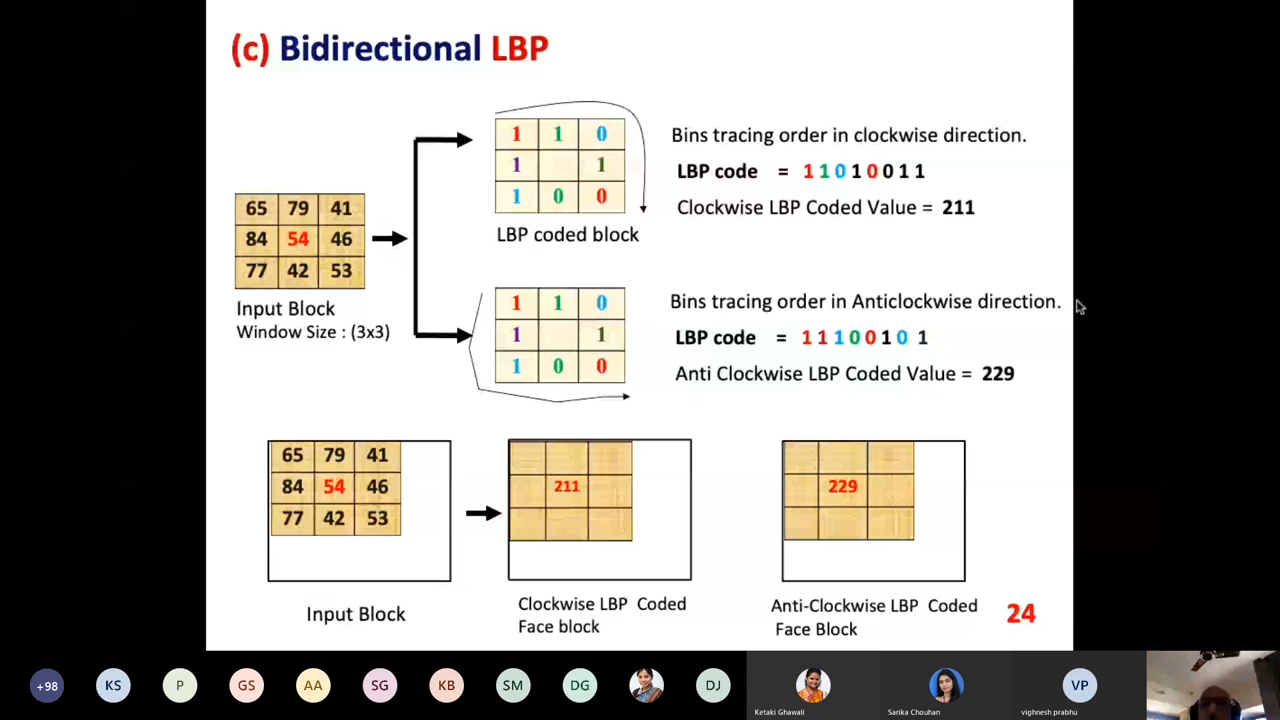 (c) Bidirectional LBP
1 1 0
1 1
1 0 0
LBP coded block
Bins tracing order in clockwise direction.
LBP code = 1 1 0 1 0 0 1 1
Clockwise LBP Coded Value = 211
65 79 41
84 54 46
77 42 53
Input Block
Window Size : (3x3)
1 1 0
1 1
1 0 0
Bins tracing order in Anticlockwise direction.
LBP code = 1 1 1 0 0 1 0 1
Anti Clockwise LBP Coded Value = 229
65 79 41
84 54 46
77 42 53
Input Block
211
Clockwise LBP Coded
Face block
229
Anti-Clockwise LBP Coded
Face Block
24
+98 KS P GS AA SG KB SM DG DJ VP
Ketaki Ghawali Sarika Chouhan vighnesh prabhu